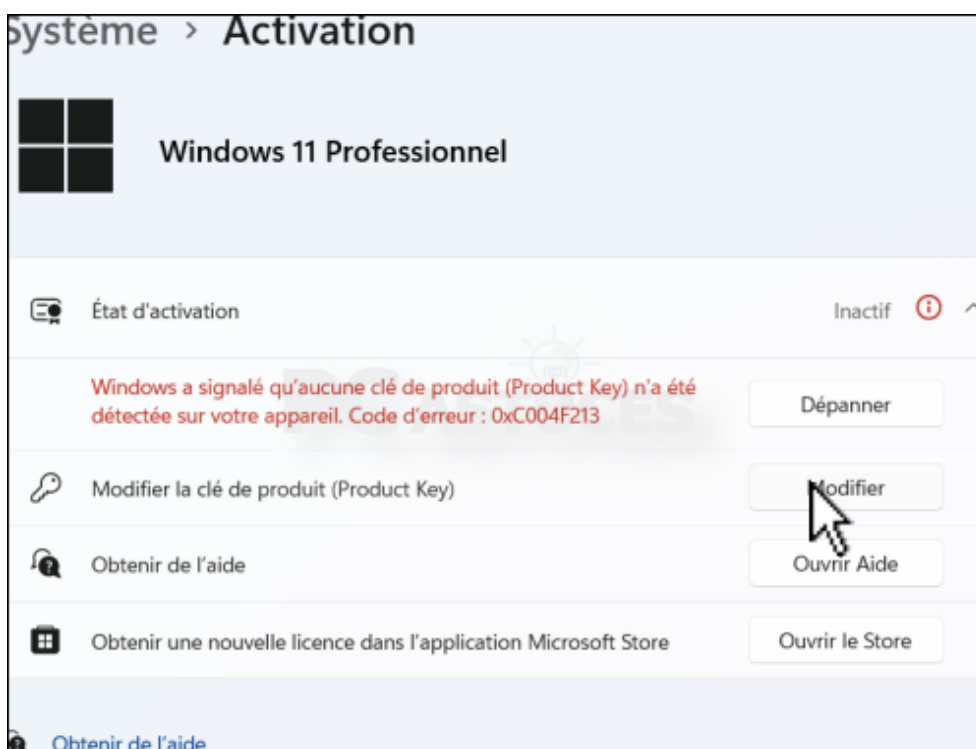 Système > Activation
Windows 11 Professionnel
État d'activation
Inactif
Windows a signalé qu'aucune clé de produit (Product Key) n'a été
détectée sur votre appareil. Code d'erreur : 0xC004F213
Dépanner
PC ASTUCES
Modifier la clé de produit (Product Key)
Modifier
Obtenir de l'aide
Ouvrir Aide
Obtenir une nouvelle licence dans l'application Microsoft Store
Ouvrir le Store
Obtenir de l'aide